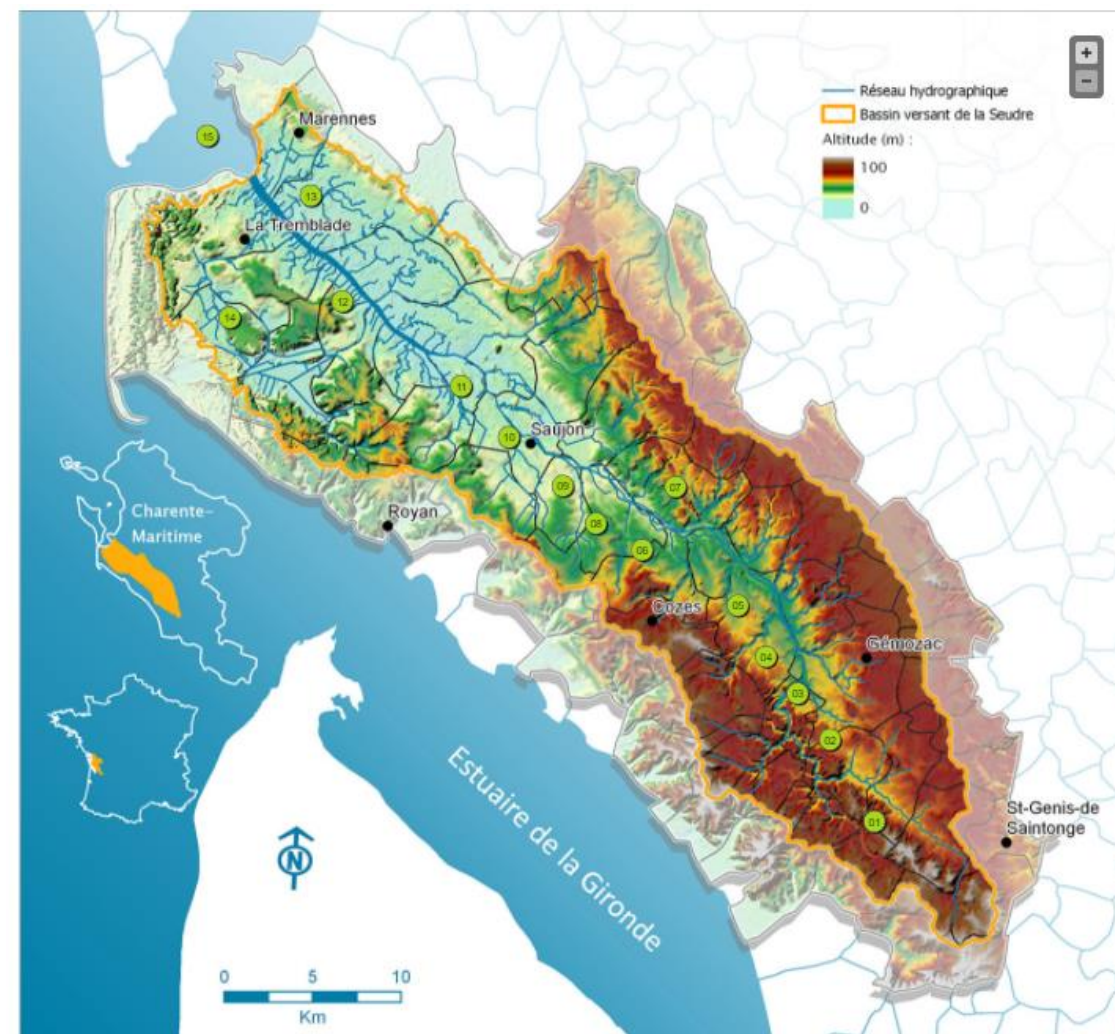 +
−
Réseau hydrographique
Bassin versant de la Seudre
Altitude (m) :
100
0
Marennes
15
13
La Tremblade
12
14
11
10
Saujon
09
07
08
Royan
06
Charente-
Maritime
05
Cozes
04
Gémozac
03
02
01
St-Genis-de
Saintonge
Estuaire de la Gironde
N
0 5 10
Km